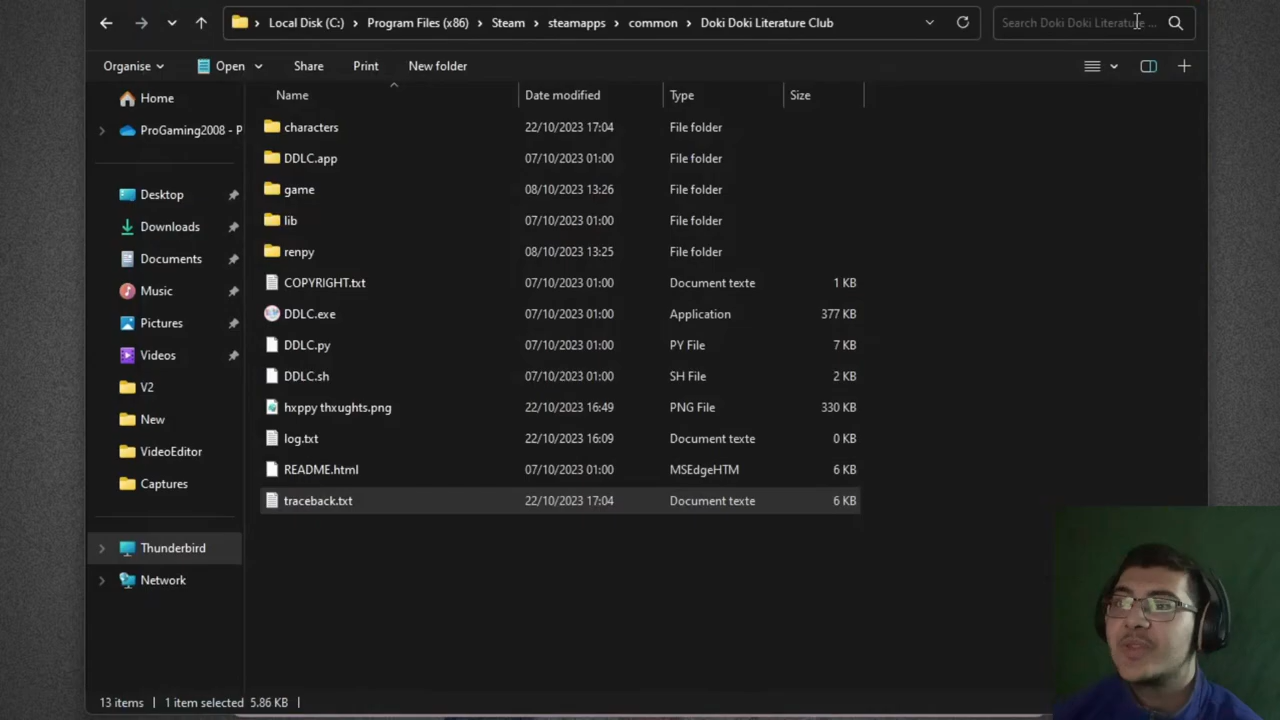 Local Disk (C:) Program Files (x86) Steam steamapps common Doki Doki Literature Club Search Doki Doki Literature ...
Organise Open Share Print New folder
Name Date modified Type Size
Home
ProGaming2008 - P
Desktop
Downloads
Documents
Music
Pictures
Videos
V2
New
VideoEditor
Captures
Thunderbird
Network
characters 22/10/2023 17:04 File folder
DDLC.app 07/10/2023 01:00 File folder
game 08/10/2023 13:26 File folder
lib 07/10/2023 01:00 File folder
renpy 08/10/2023 13:25 File folder
COPYRIGHT.txt 07/10/2023 01:00 Document texte 1 KB
DDLC.exe 07/10/2023 01:00 Application 377 KB
DDLC.py 07/10/2023 01:00 PY File 7 KB
DDLC.sh 07/10/2023 01:00 SH File 2 KB
hxppy thxughts.png 22/10/2023 16:49 PNG File 330 KB
log.txt 22/10/2023 16:09 Document texte 0 KB
README.html 07/10/2023 01:00 MSEdgeHTM 6 KB
traceback.txt 22/10/2023 17:04 Document texte 6 KB
13 items 1 item selected 5.86 KB